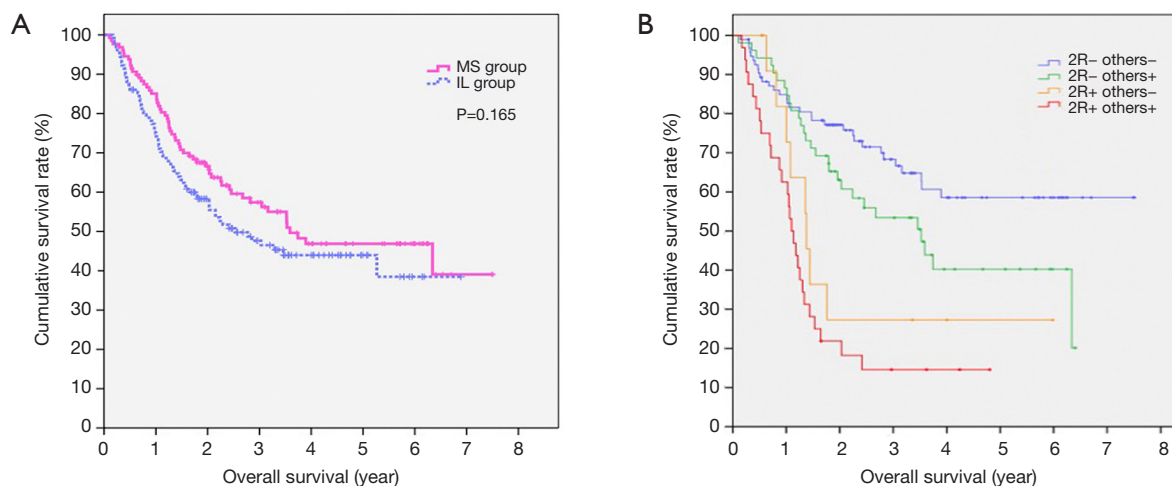 A
Cumulative survival rate (%)
100
90
80
70
60
50
40
30
20
10
0
MS group
IL group
P=0.165
0 1 2 3 4 5 6 7 8
Overall survival (year)
B
Cumulative survival rate (%)
100
90
80
70
60
50
40
30
20
10
0
2R− others−
2R− others+
2R+ others−
2R+ others+
0 1 2 3 4 5 6 7 8
Overall survival (year)